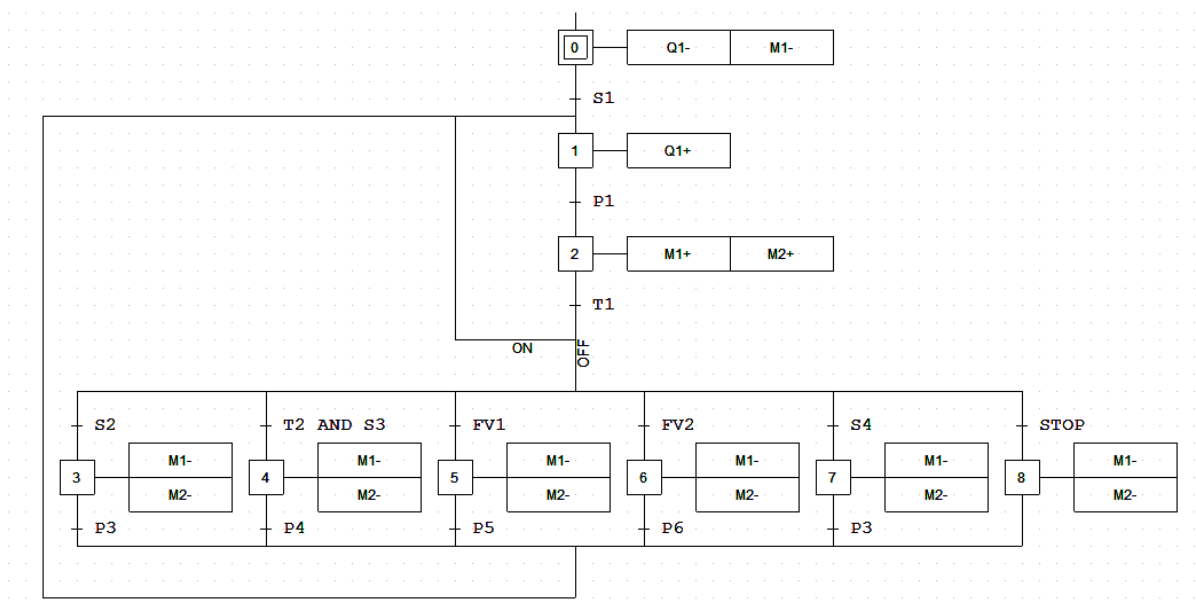 0 Q1- M1-
S1
1 Q1+
P1
2 M1+ M2+
T1
ON OFF
S2 T2 AND S3 FV1 FV2 S4 STOP
M1- M1- M1- M1- M1- M1-
3 4 5 6 7 8
M2- M2- M2- M2- M2- M2-
P3 P4 P5 P6 P3